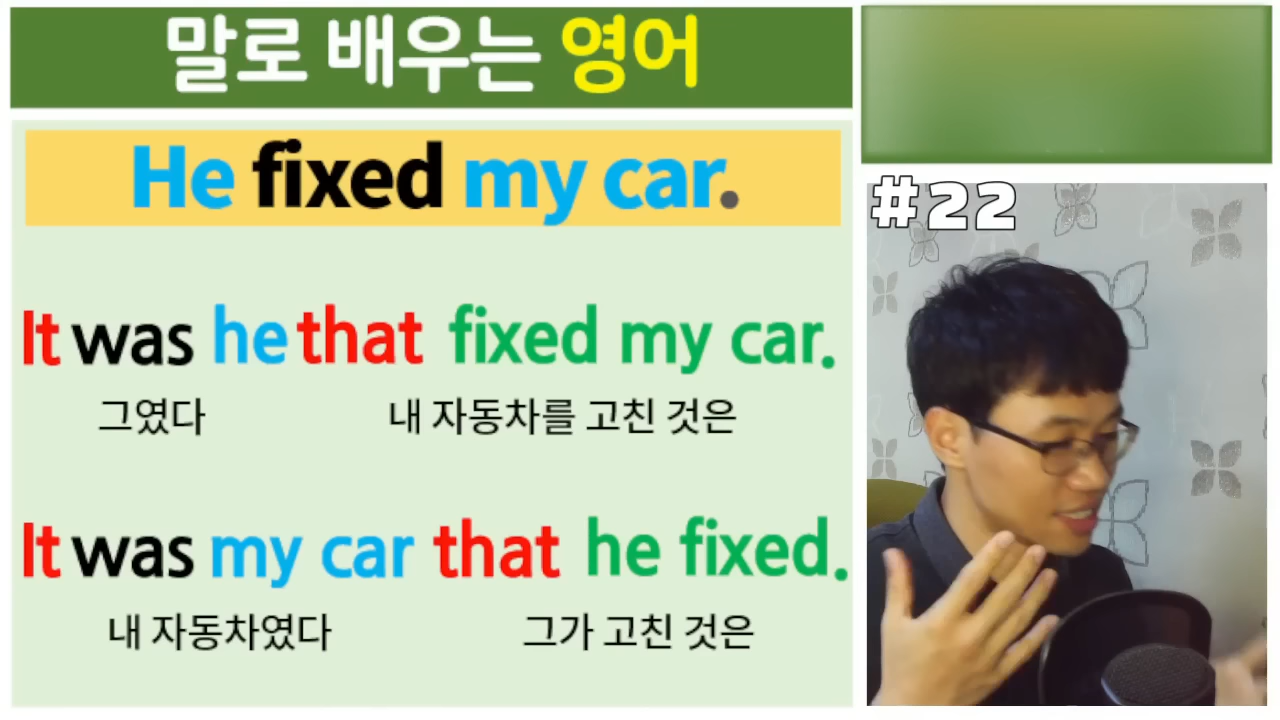 말로 배우는 영어
He fixed my car.
#22
It was he that fixed my car.
그였다 내 자동차를 고친 것은
It was my car that he fixed.
내 자동차였다 그가 고친 것은